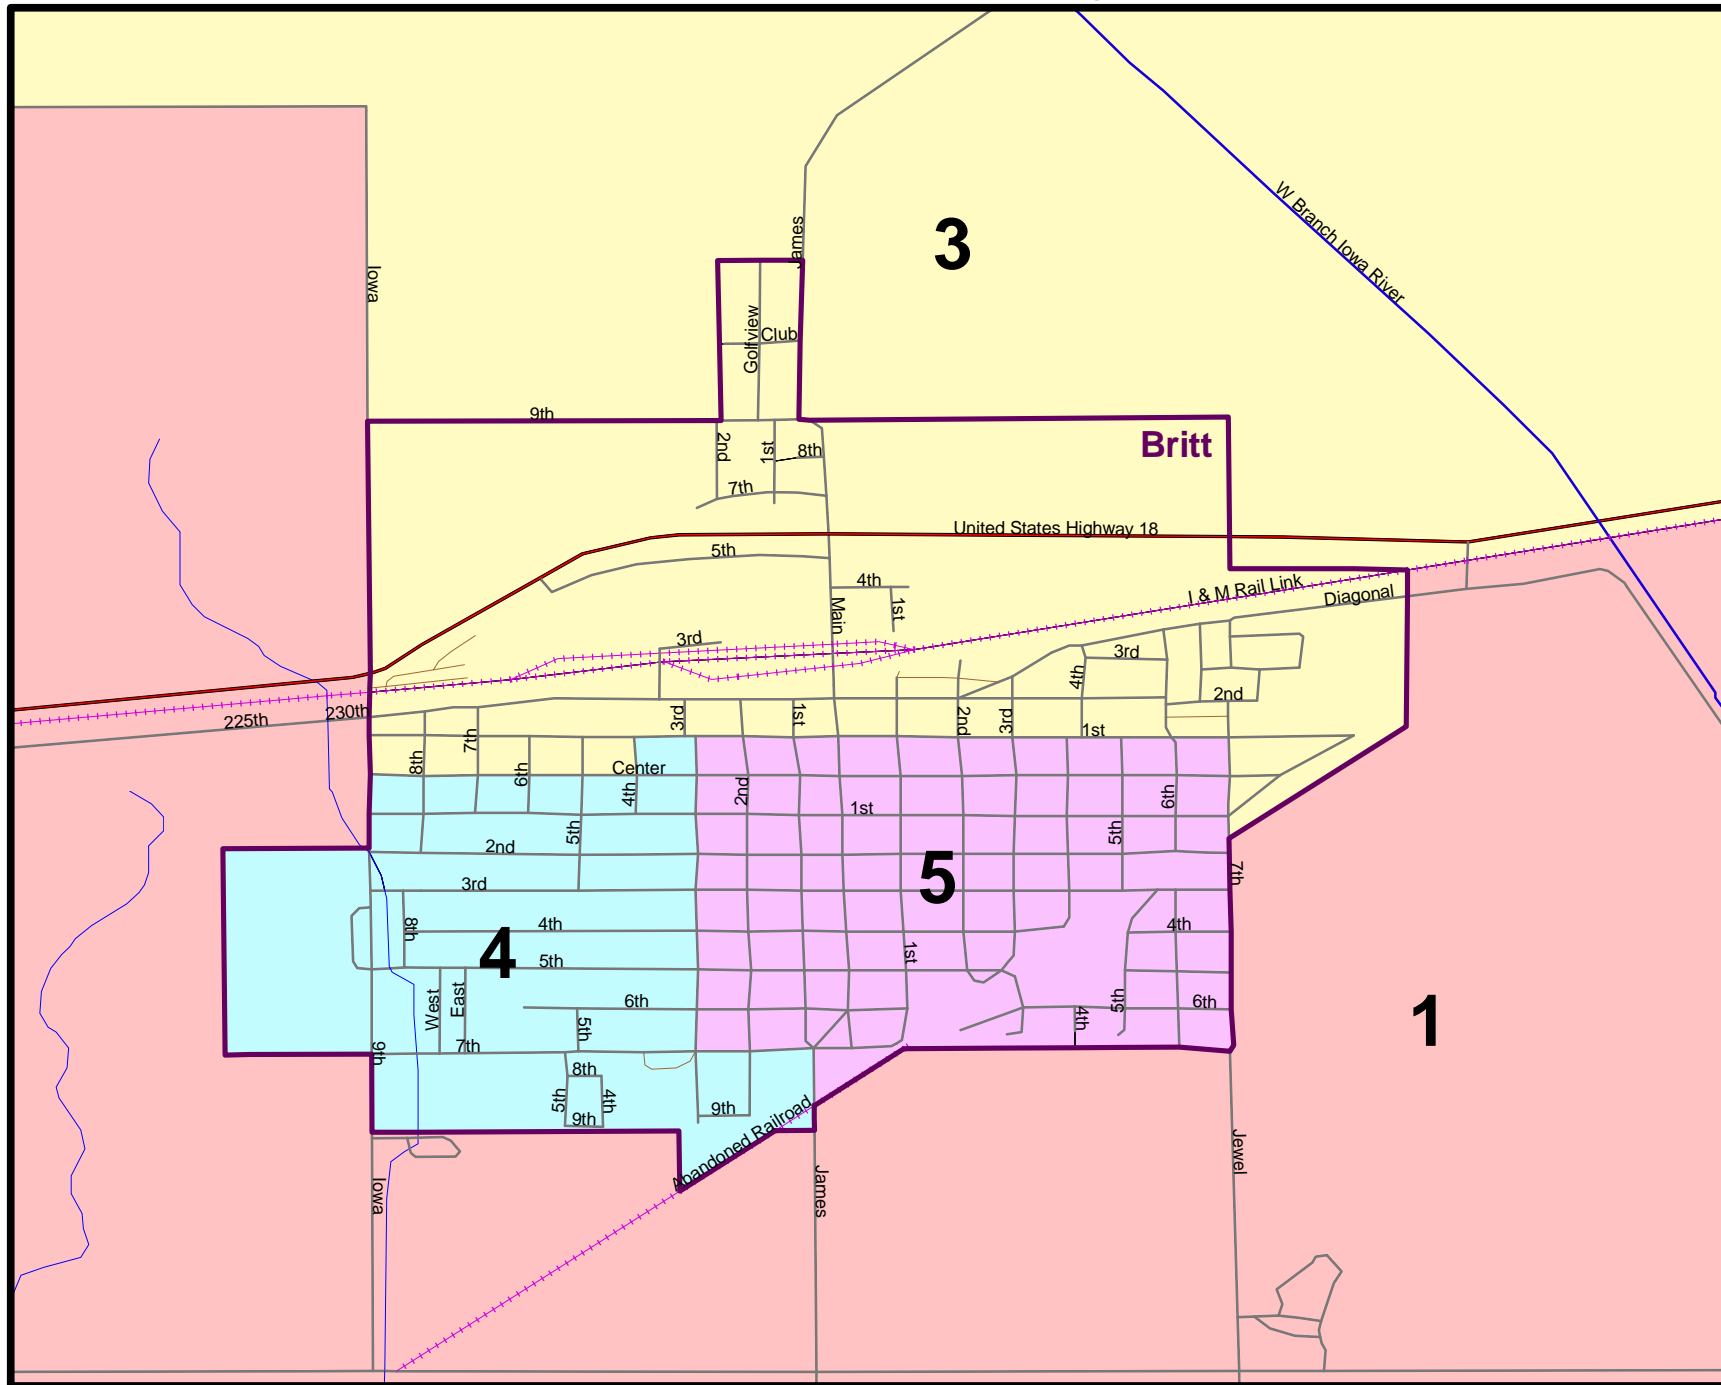 James
3
W Branch Iowa River
Iowa
Golfview
Club
9th
Britt
2nd
1st
8th
7th
United States Highway 18
5th
4th
1st
Main
I & M Rail Link
Diagonal
3rd
3rd
4th
2nd
230th
225th
3rd
1st
2nd
3rd
1st
8th
7th
6th
Center
4th
2nd
1st
6th
5th
5th
2nd
3rd
5
7th
8th
4th
4th
4
5th
1st
West
East
6th
5th
5th
4th
6th
1
9th
7th
8th
5th
4th
9th
9th
Abandoned Railroad
Iowa
James
Jewel